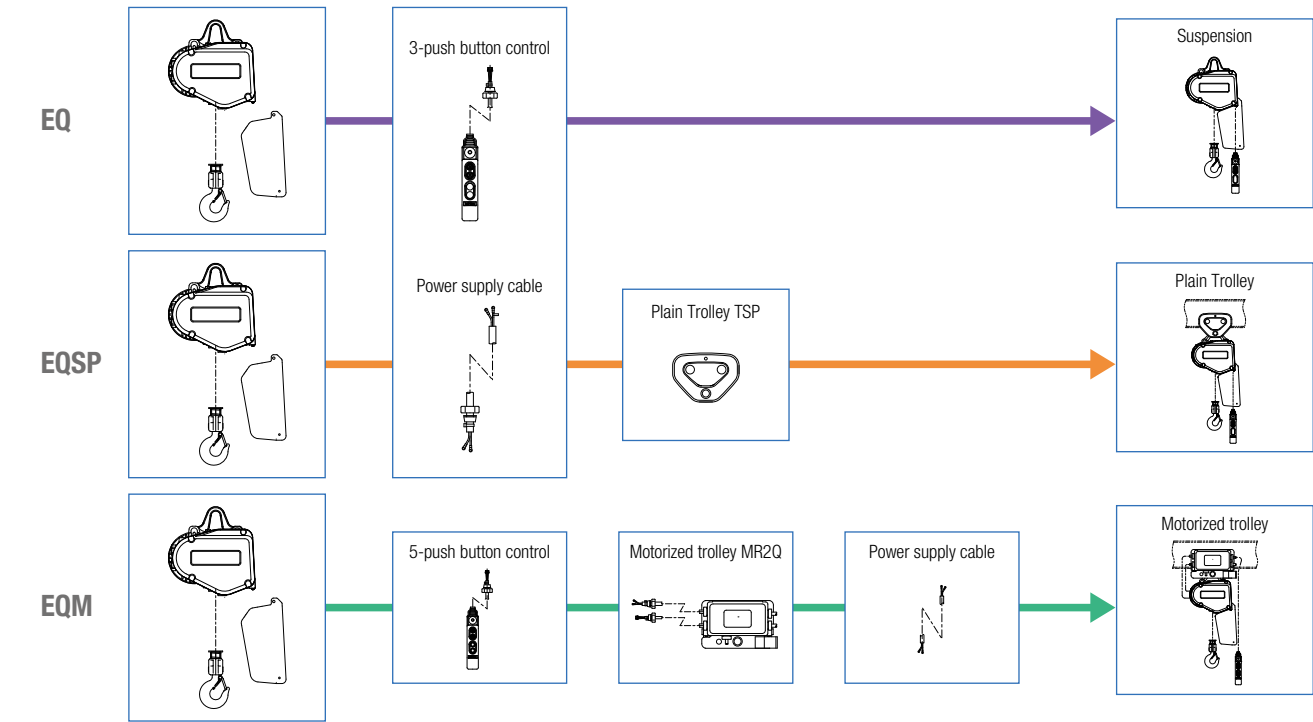 EQ
3-push button control
Suspension
EQSP
Power supply cable
Plain Trolley TSP
Plain Trolley
EQM
5-push button control
Motorized trolley MR2Q
Power supply cable
Motorized trolley